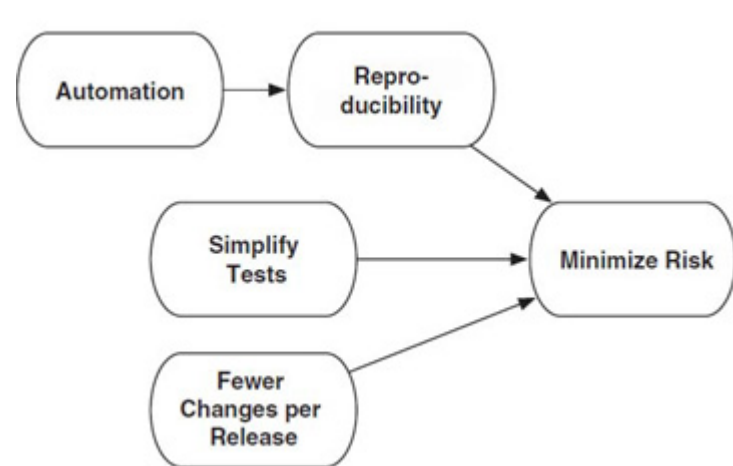 Automation
Repro-
ducibility
Simplify
Tests
Minimize Risk
Fewer
Changes per
Release